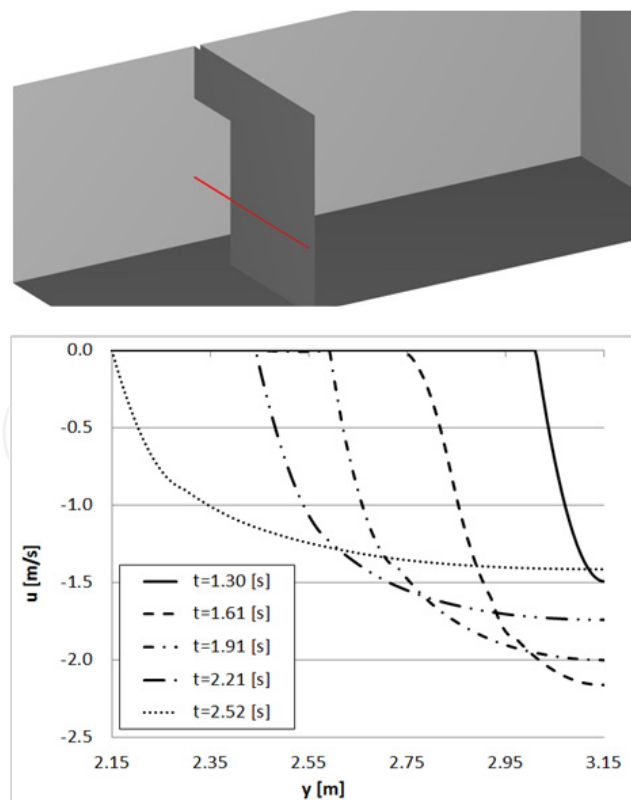 0.0
-0.5
-1.0
-1.5
-2.0
-2.5
u [m/s]
t=1.30 [s]
t=1.61 [s]
t=1.91 [s]
t=2.21 [s]
t=2.52 [s]
2.15 2.35 2.55 2.75 2.95 3.15
y [m]